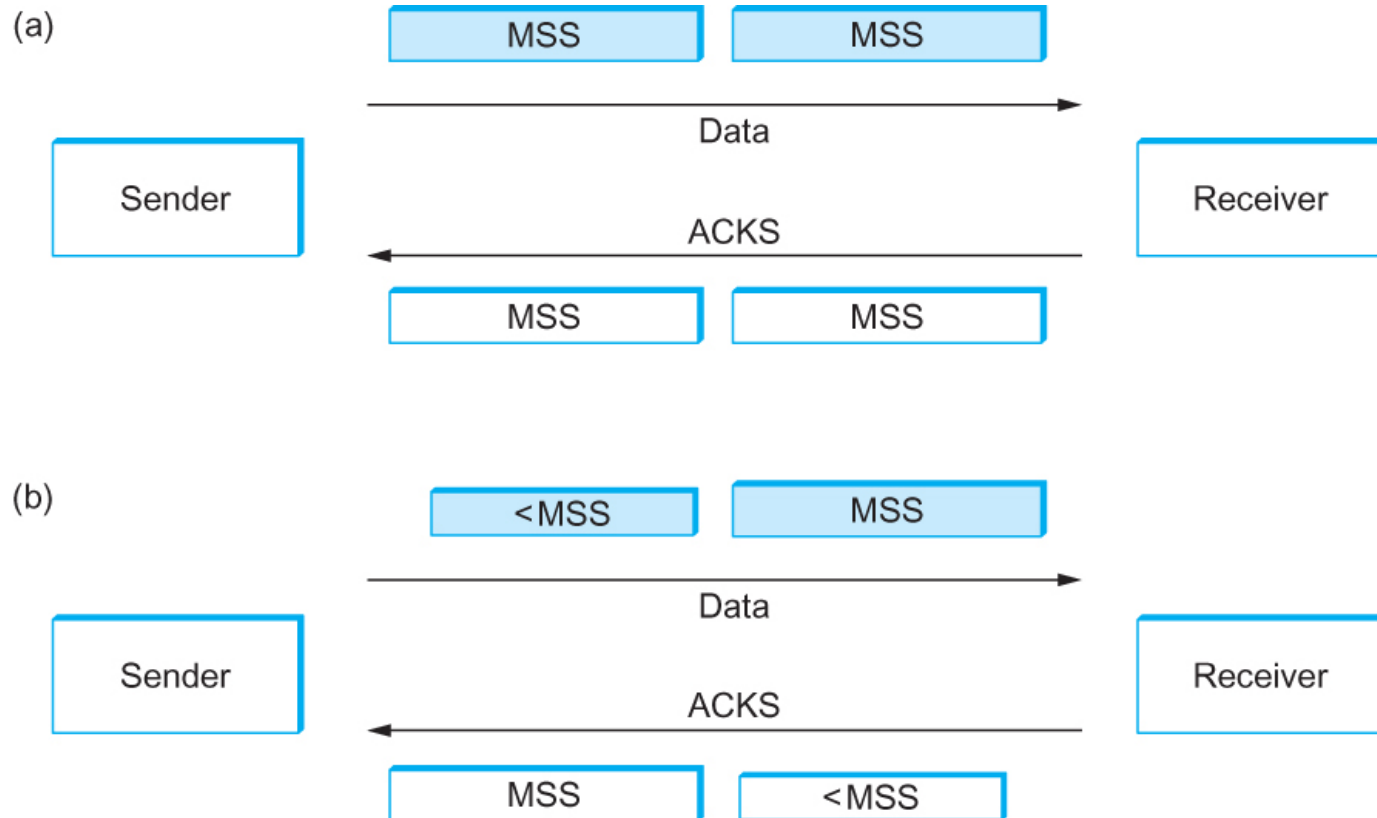 (a)
MSS MSS
Data
Sender Receiver
ACKS
MSS MSS
(b)
<MSS MSS
Data
Sender Receiver
ACKS
MSS <MSS